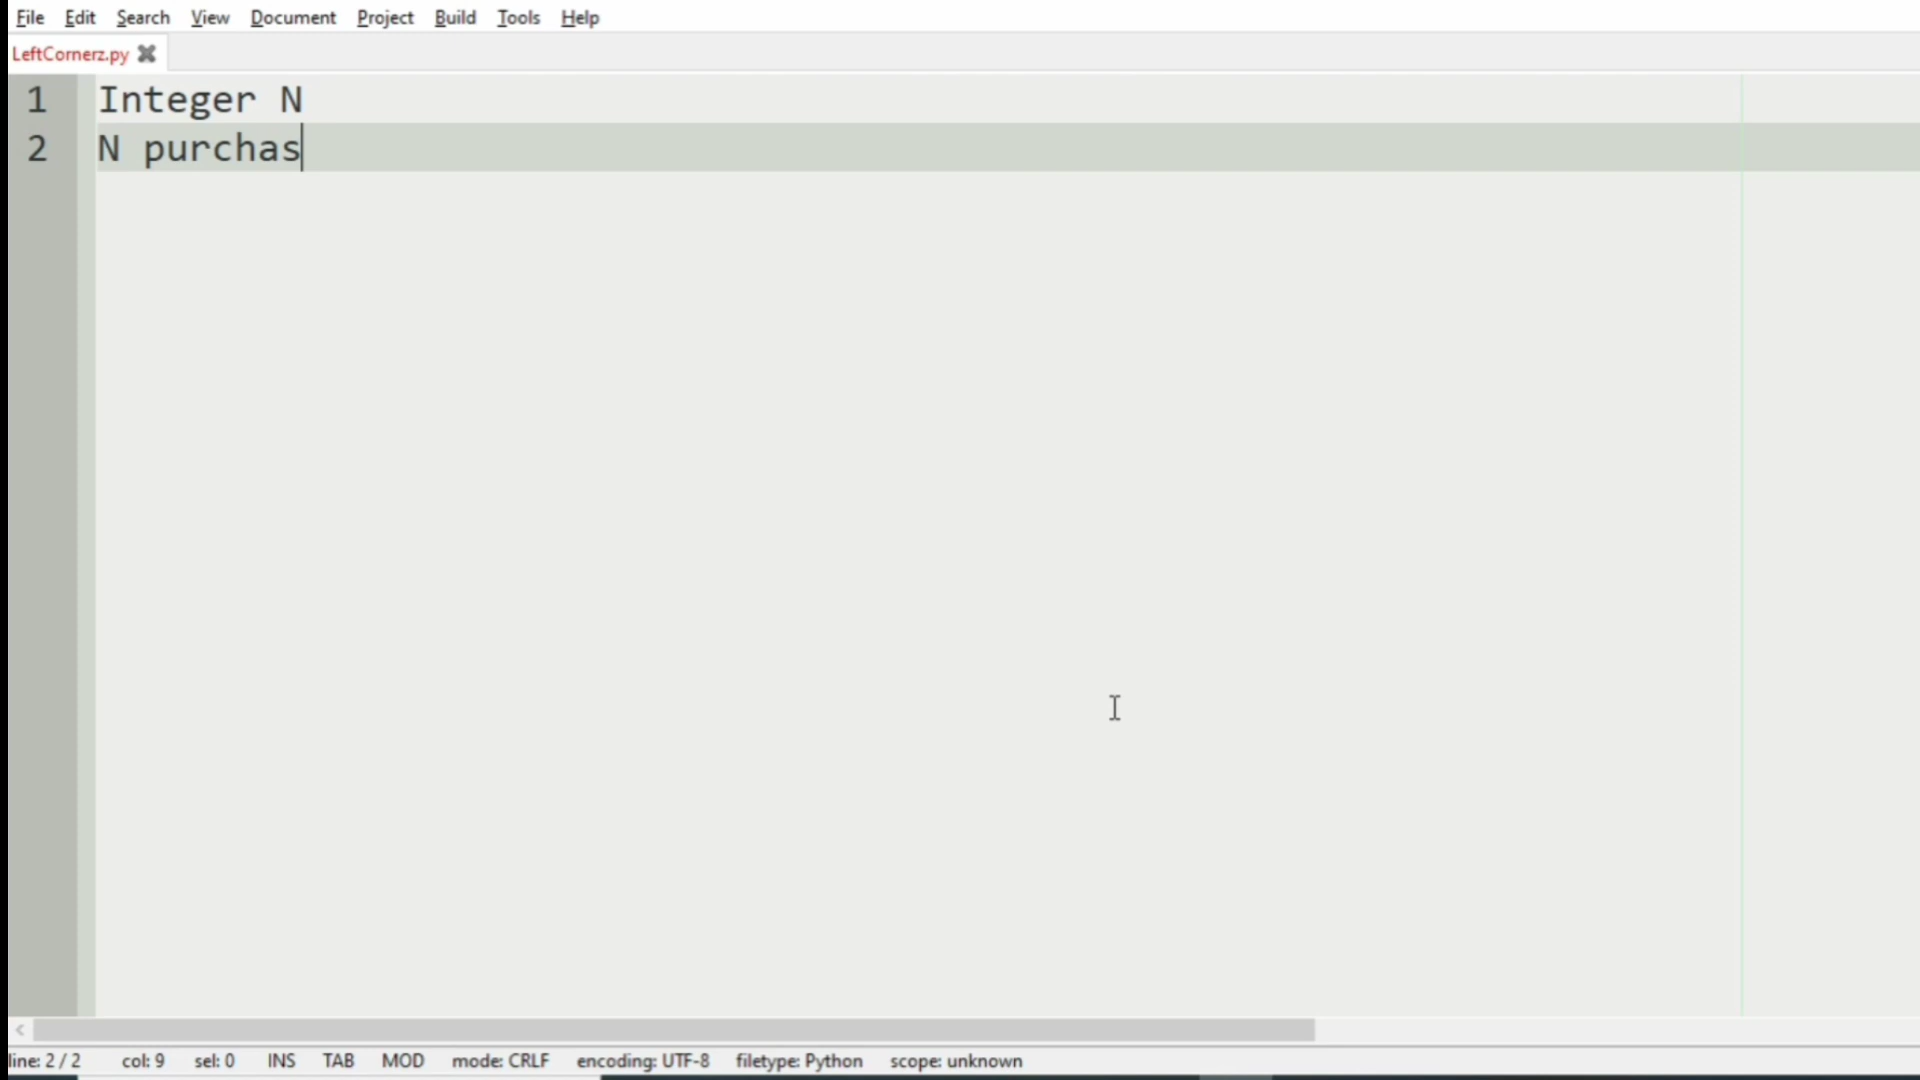 File Edit Search View Document Project Build Tools Help
LeftCornerz.py
1 Integer N
2 N purchas
line: 2 / 2 col: 9 sel: 0 INS TAB MOD mode: CRLF encoding: UTF-8 filetype: Python scope: unknown